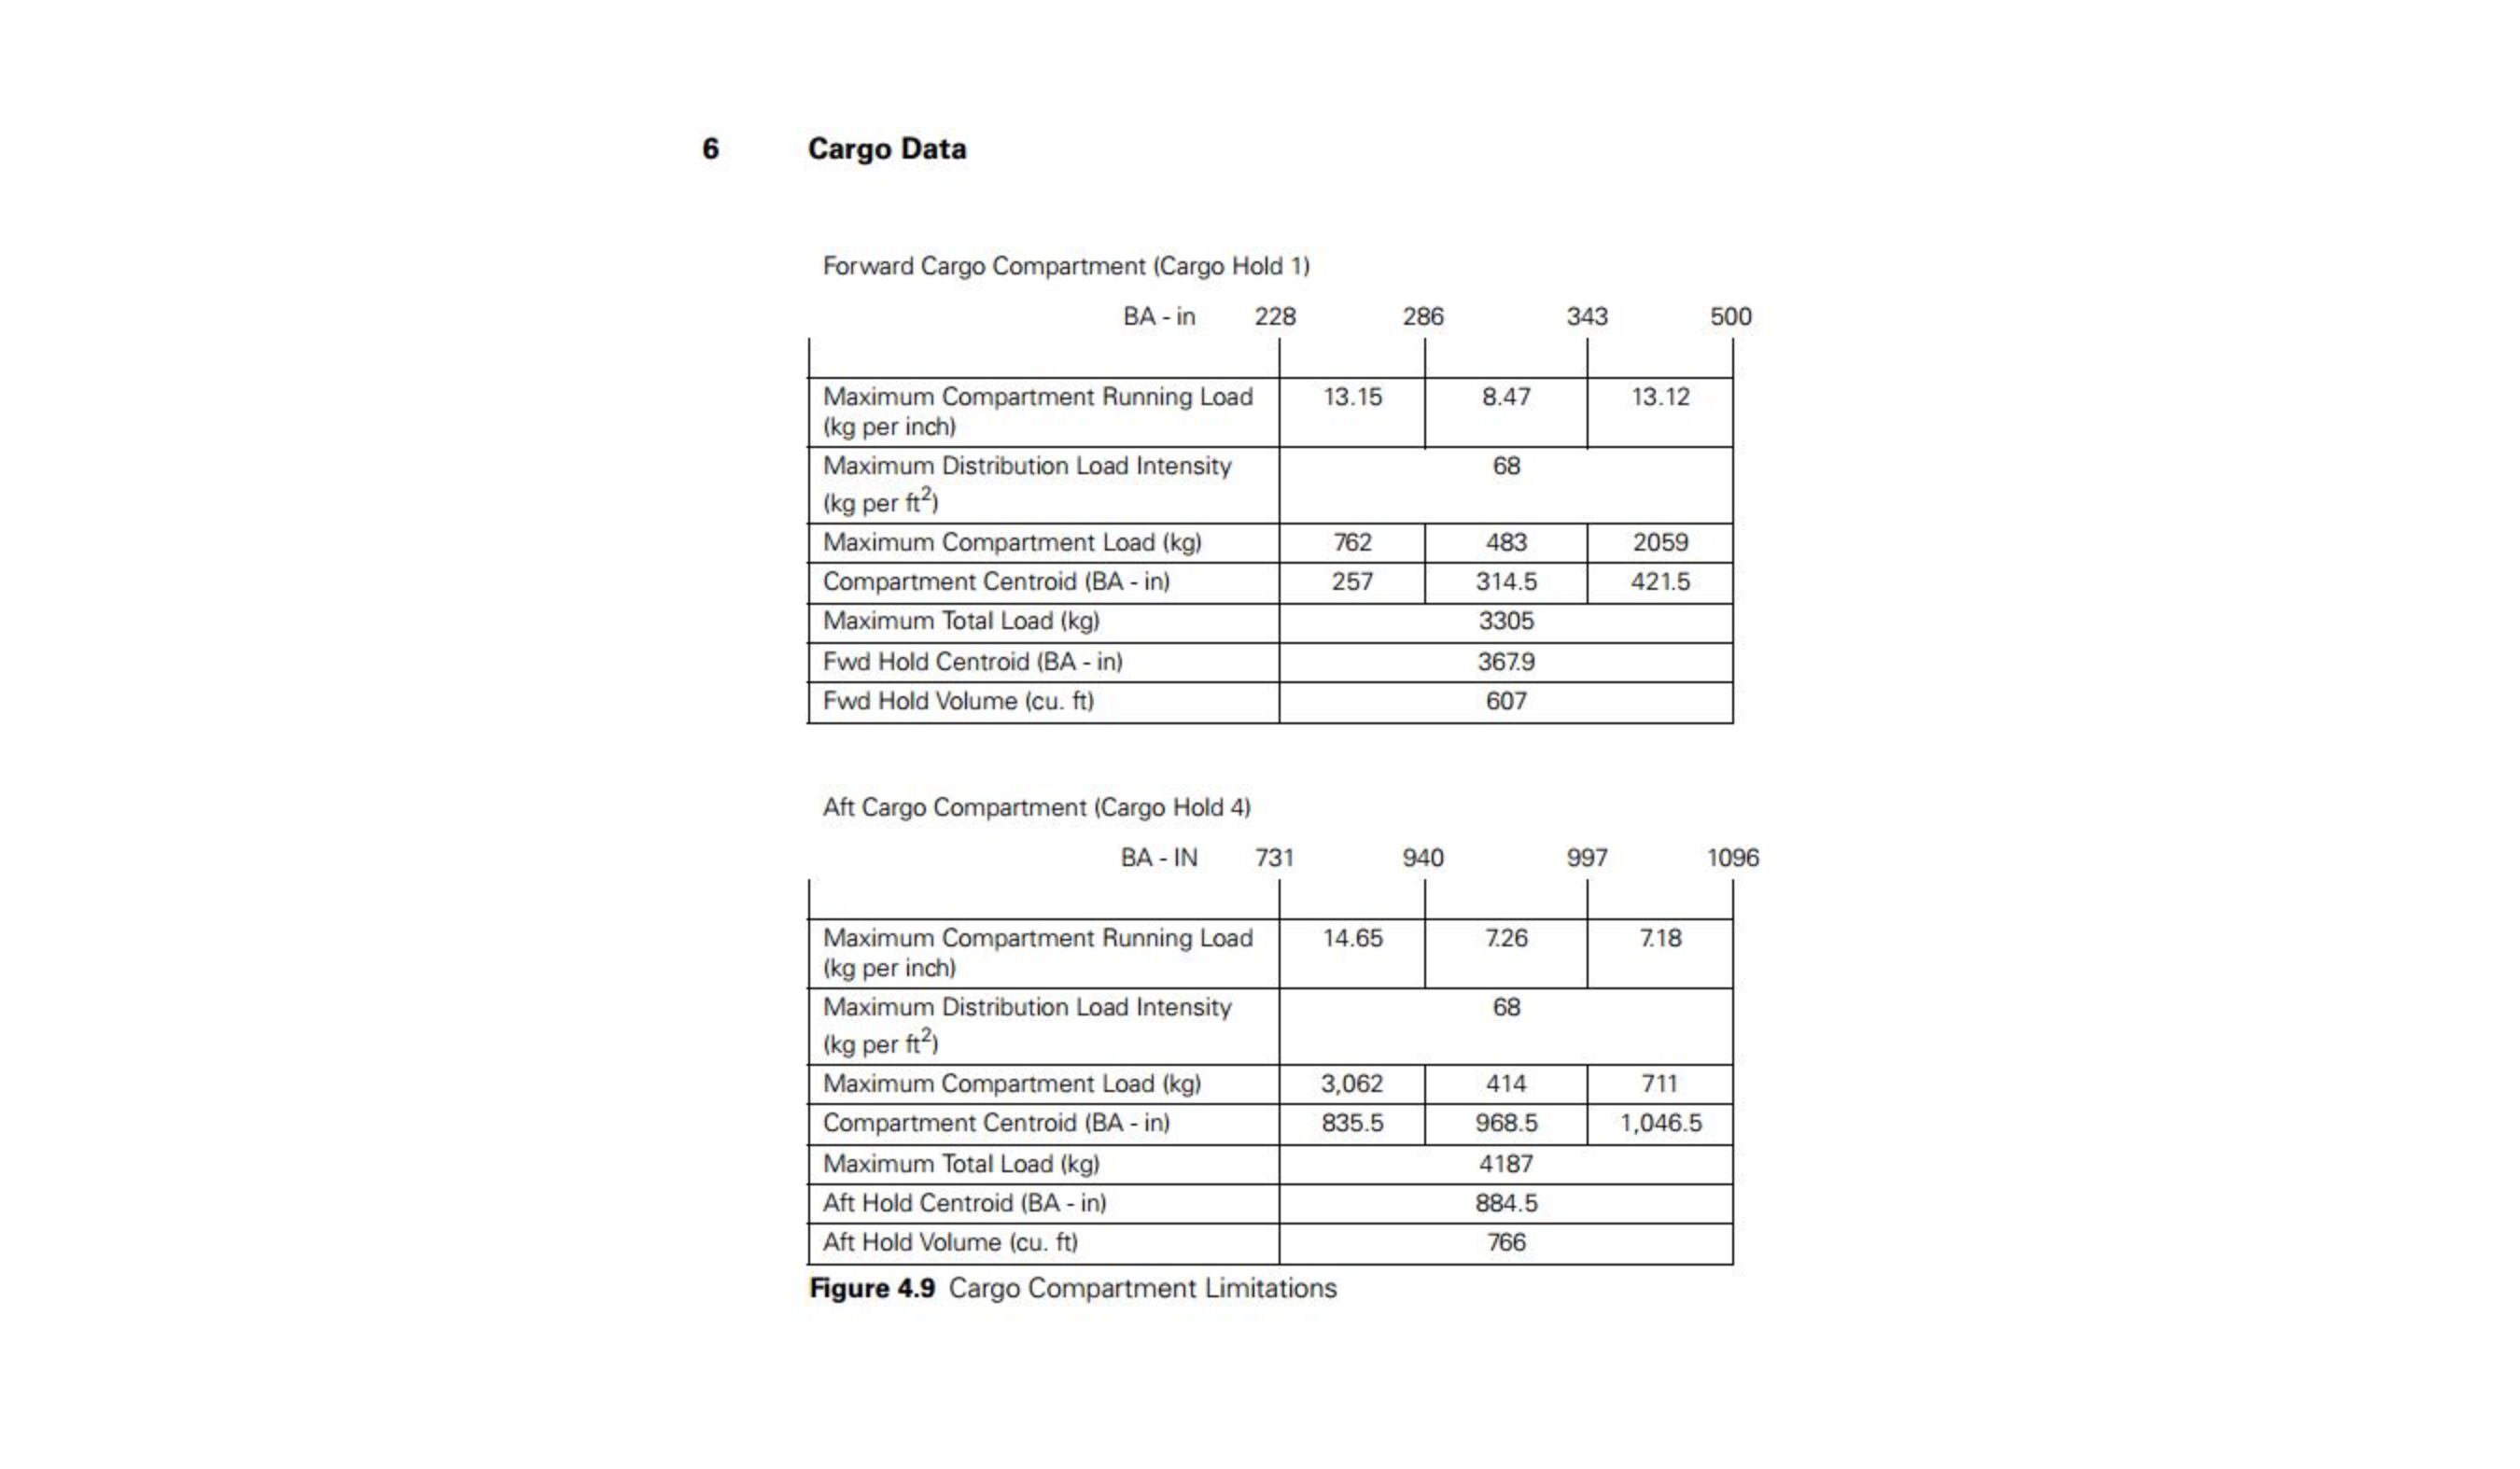 6 Cargo Data
Forward Cargo Compartment (Cargo Hold 1)
BA - in 228 286 343 500
Maximum Compartment Running Load 13.15 8.47 13.12
(kg per inch)
Maximum Distribution Load Intensity 68
(kg per ft²)
Maximum Compartment Load (kg) 762 483 2059
Compartment Centroid (BA - in) 257 314.5 421.5
Maximum Total Load (kg) 3305
Fwd Hold Centroid (BA - in) 367.9
Fwd Hold Volume (cu. ft) 607
Aft Cargo Compartment (Cargo Hold 4)
BA - IN 731 940 997 1096
Maximum Compartment Running Load 14.65 7.26 7.18
(kg per inch)
Maximum Distribution Load Intensity 68
(kg per ft²)
Maximum Compartment Load (kg) 3,062 414 711
Compartment Centroid (BA - in) 835.5 968.5 1,046.5
Maximum Total Load (kg) 4187
Aft Hold Centroid (BA - in) 884.5
Aft Hold Volume (cu. ft) 766
Figure 4.9 Cargo Compartment Limitations